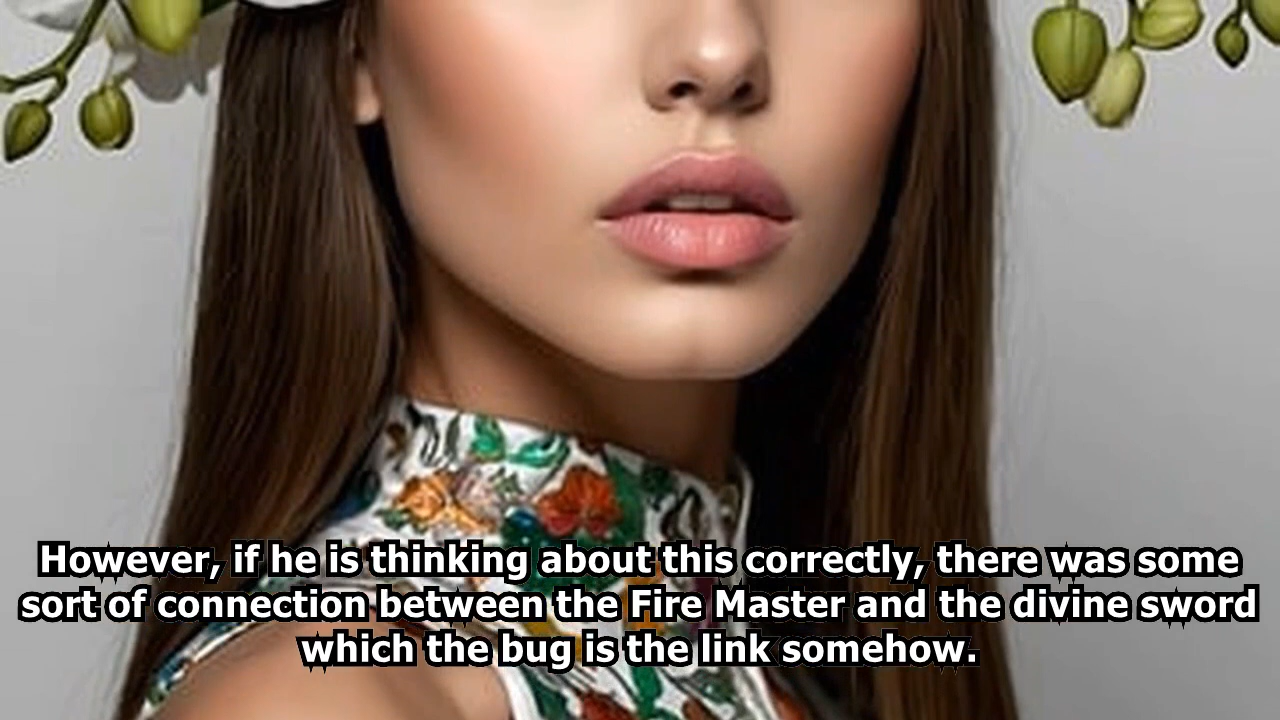 However, if he is thinking about this correctly, there was some
sort of connection between the Fire Master and the divine sword
which the bug is the link somehow.